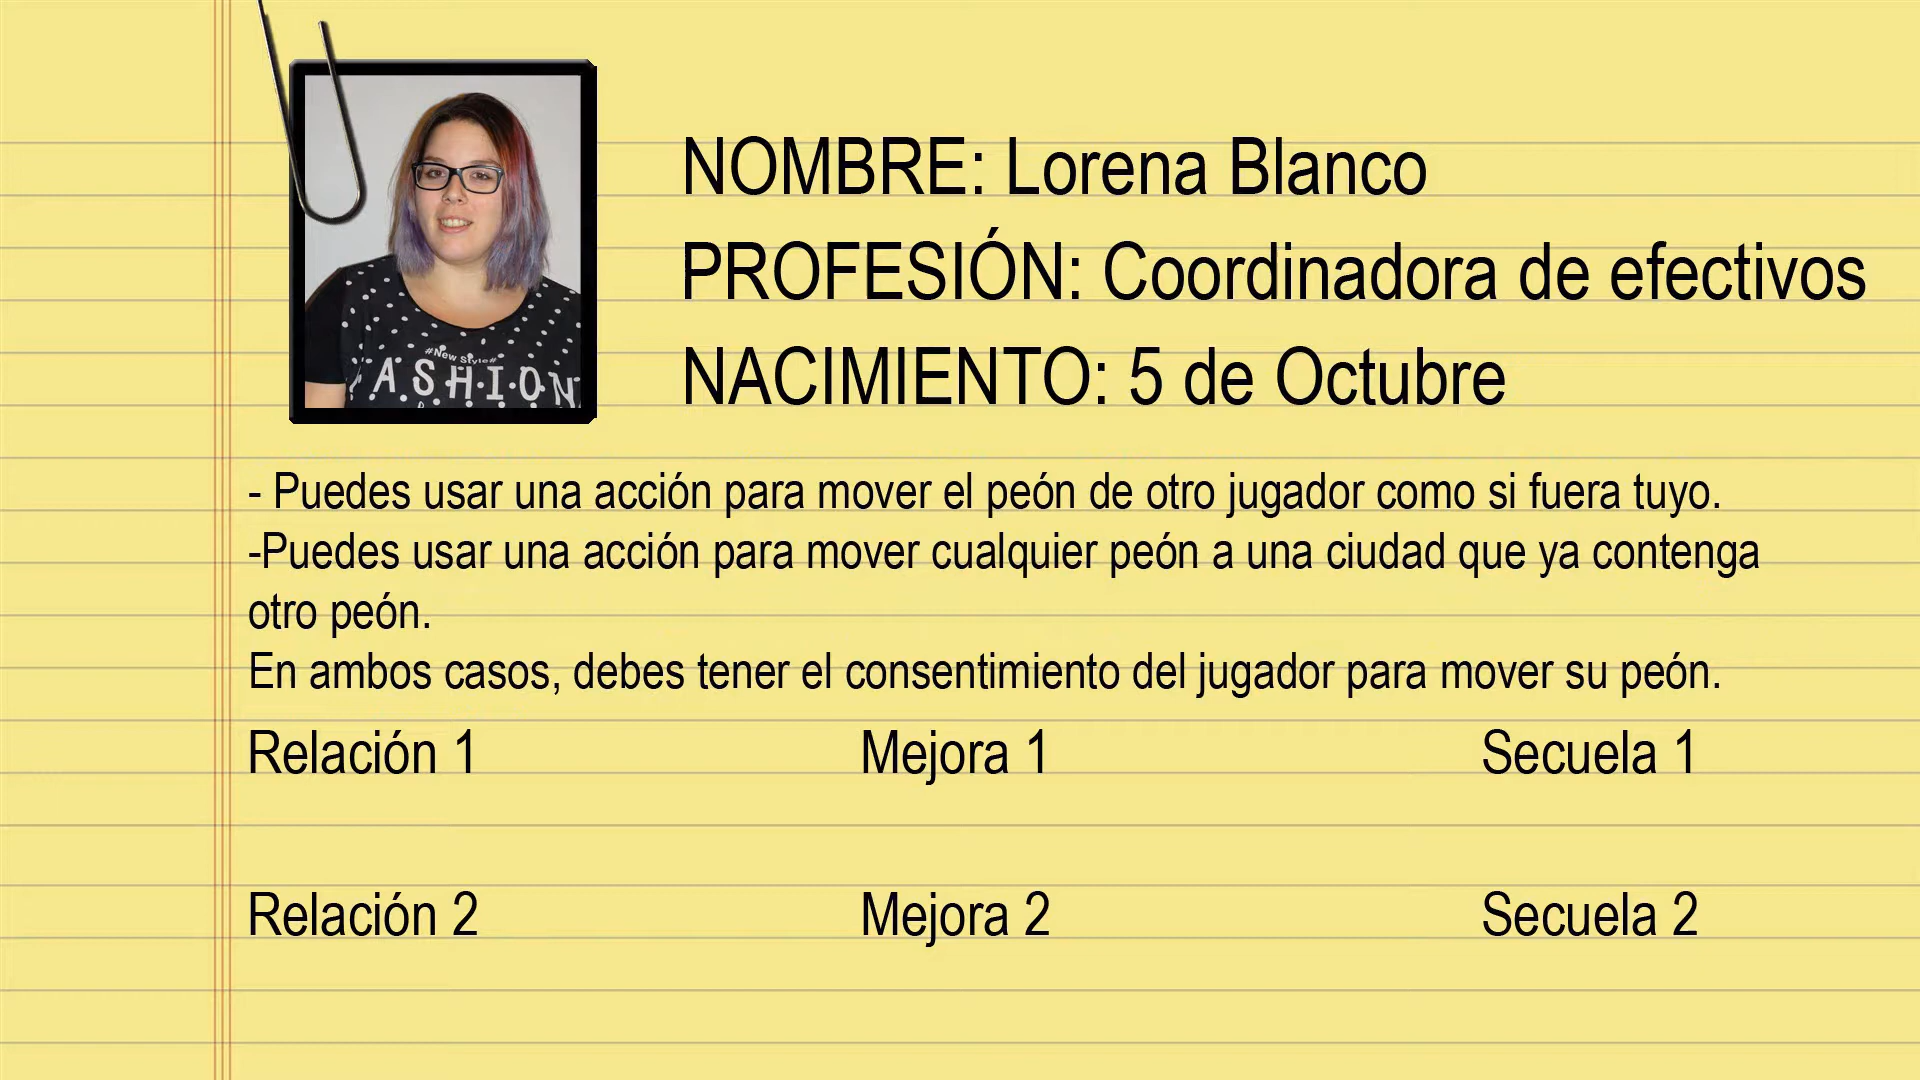 NOMBRE: Lorena Blanco
PROFESIÓN: Coordinadora de efectivos
NACIMIENTO: 5 de Octubre
#New Style#
FASHION
- Puedes usar una acción para mover el peón de otro jugador como si fuera tuyo.
-Puedes usar una acción para mover cualquier peón a una ciudad que ya contenga
otro peón.
En ambos casos, debes tener el consentimiento del jugador para mover su peón.
Relación 1 Mejora 1 Secuela 1
Relación 2 Mejora 2 Secuela 2